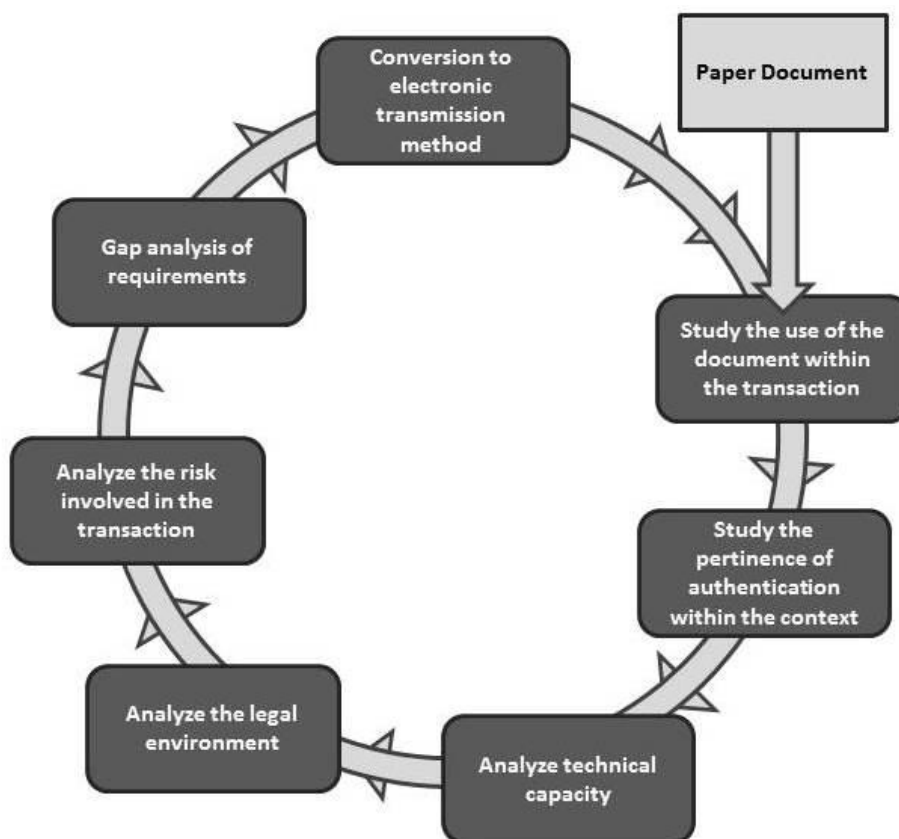 Paper Document
Conversion to
electronic
transmission
method
Gap analysis of
requirements
Study the use of the
document within
the transaction
Analyze the risk
involved in the
transaction
Study the
pertinence of
authentication
within the context
Analyze the legal
environment
Analyze technical
capacity